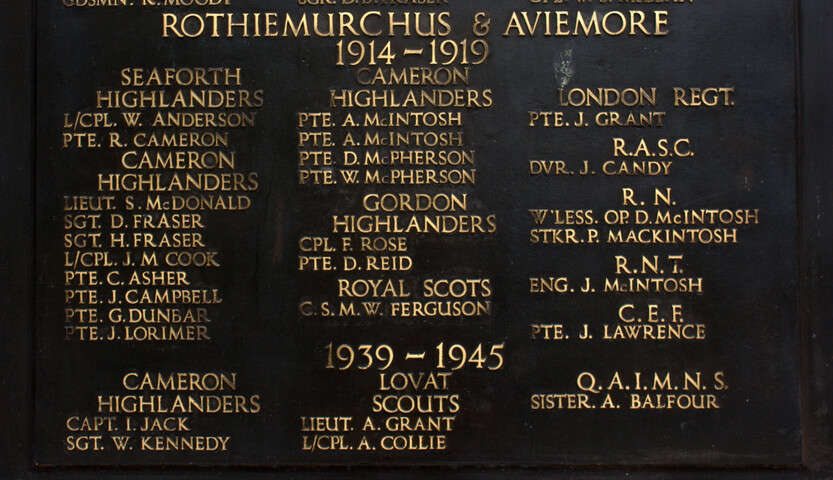 GDSMN. R. MOODY
ROTHIEMURCHUS & AVIEMORE
1914 – 1919
SEAFORTH
HIGHLANDERS
L/CPL. W. ANDERSON
PTE. R. CAMERON
CAMERON
HIGHLANDERS
LIEUT. S. McDONALD
SGT. D. FRASER
SGT. H. FRASER
L/CPL. J. M COOK
PTE. C. ASHER
PTE. J. CAMPBELL
PTE. G. DUNBAR
PTE. J. LORIMER
CAMERON
HIGHLANDERS
PTE. A. McINTOSH
PTE. A. McINTOSH
PTE. D. McPHERSON
PTE. W. McPHERSON
GORDON
HIGHLANDERS
CPL. F. ROSE
PTE. D. REID
ROYAL SCOTS
C. S. M. W. FERGUSON
LONDON REGT.
PTE. J. GRANT
R.A.S.C.
DVR. J. CANDY
R. N.
W'LESS. OP. D. McINTOSH
STKR. P. MACKINTOSH
R. N. T.
ENG. J. McINTOSH
C. E. F.
PTE. J. LAWRENCE
1939 – 1945
CAMERON
HIGHLANDERS
CAPT. I. JACK
SGT. W. KENNEDY
LOVAT
SCOUTS
LIEUT. A. GRANT
L/CPL. A. COLLIE
Q. A. I. M. N. S.
SISTER. A. BALFOUR